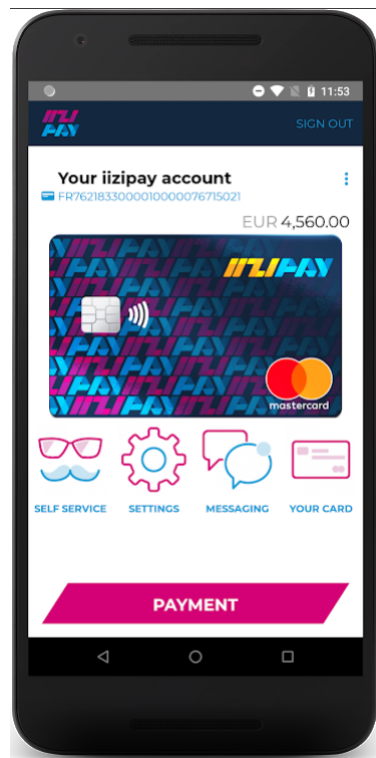 11:53
IIZI
PAY
SIGN OUT
Your iizipay account
FR7621833000010000076715021
EUR 4,560.00
IIZIPAY
mastercard
SELF SERVICE
SETTINGS
MESSAGING
YOUR CARD
PAYMENT